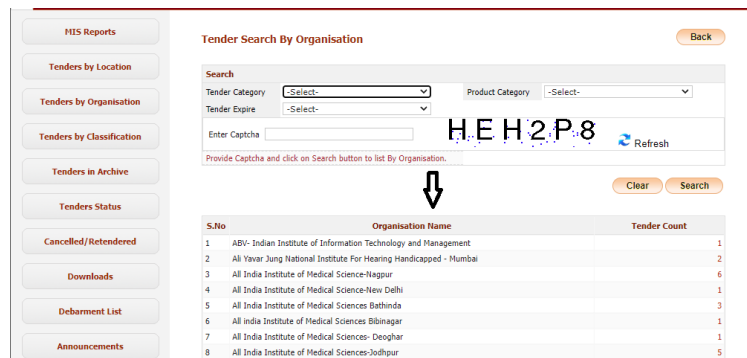 MIS Reports
Tenders by Location
Tenders by Organisation
Tenders by Classification
Tenders in Archive
Tenders Status
Cancelled/Retendered
Downloads
Debarment List
Announcements
Tender Search By Organisation
Back
Search
Tender Category -Select- Product Category -Select-
Tender Expire -Select-
Enter Captcha HEH2P8 Refresh
Provide Captcha and click on Search button to list By Organisation.
Clear Search
S.No Organisation Name Tender Count
1 ABV- Indian Institute of Information Technology and Management 1
2 Ali Yavar Jung National Institute For Hearing Handicapped - Mumbai 2
3 All India Institute of Medical Science-Nagpur 6
4 All India Institute of Medical Science-New Delhi 1
5 All India Institute of Medical Sciences Bathinda 3
6 All india Institute of Medical Sciences Bibinagar 1
7 All India Institute of Medical Sciences- Deoghar 1
8 All India Institute of Medical Sciences-Jodhpur 5